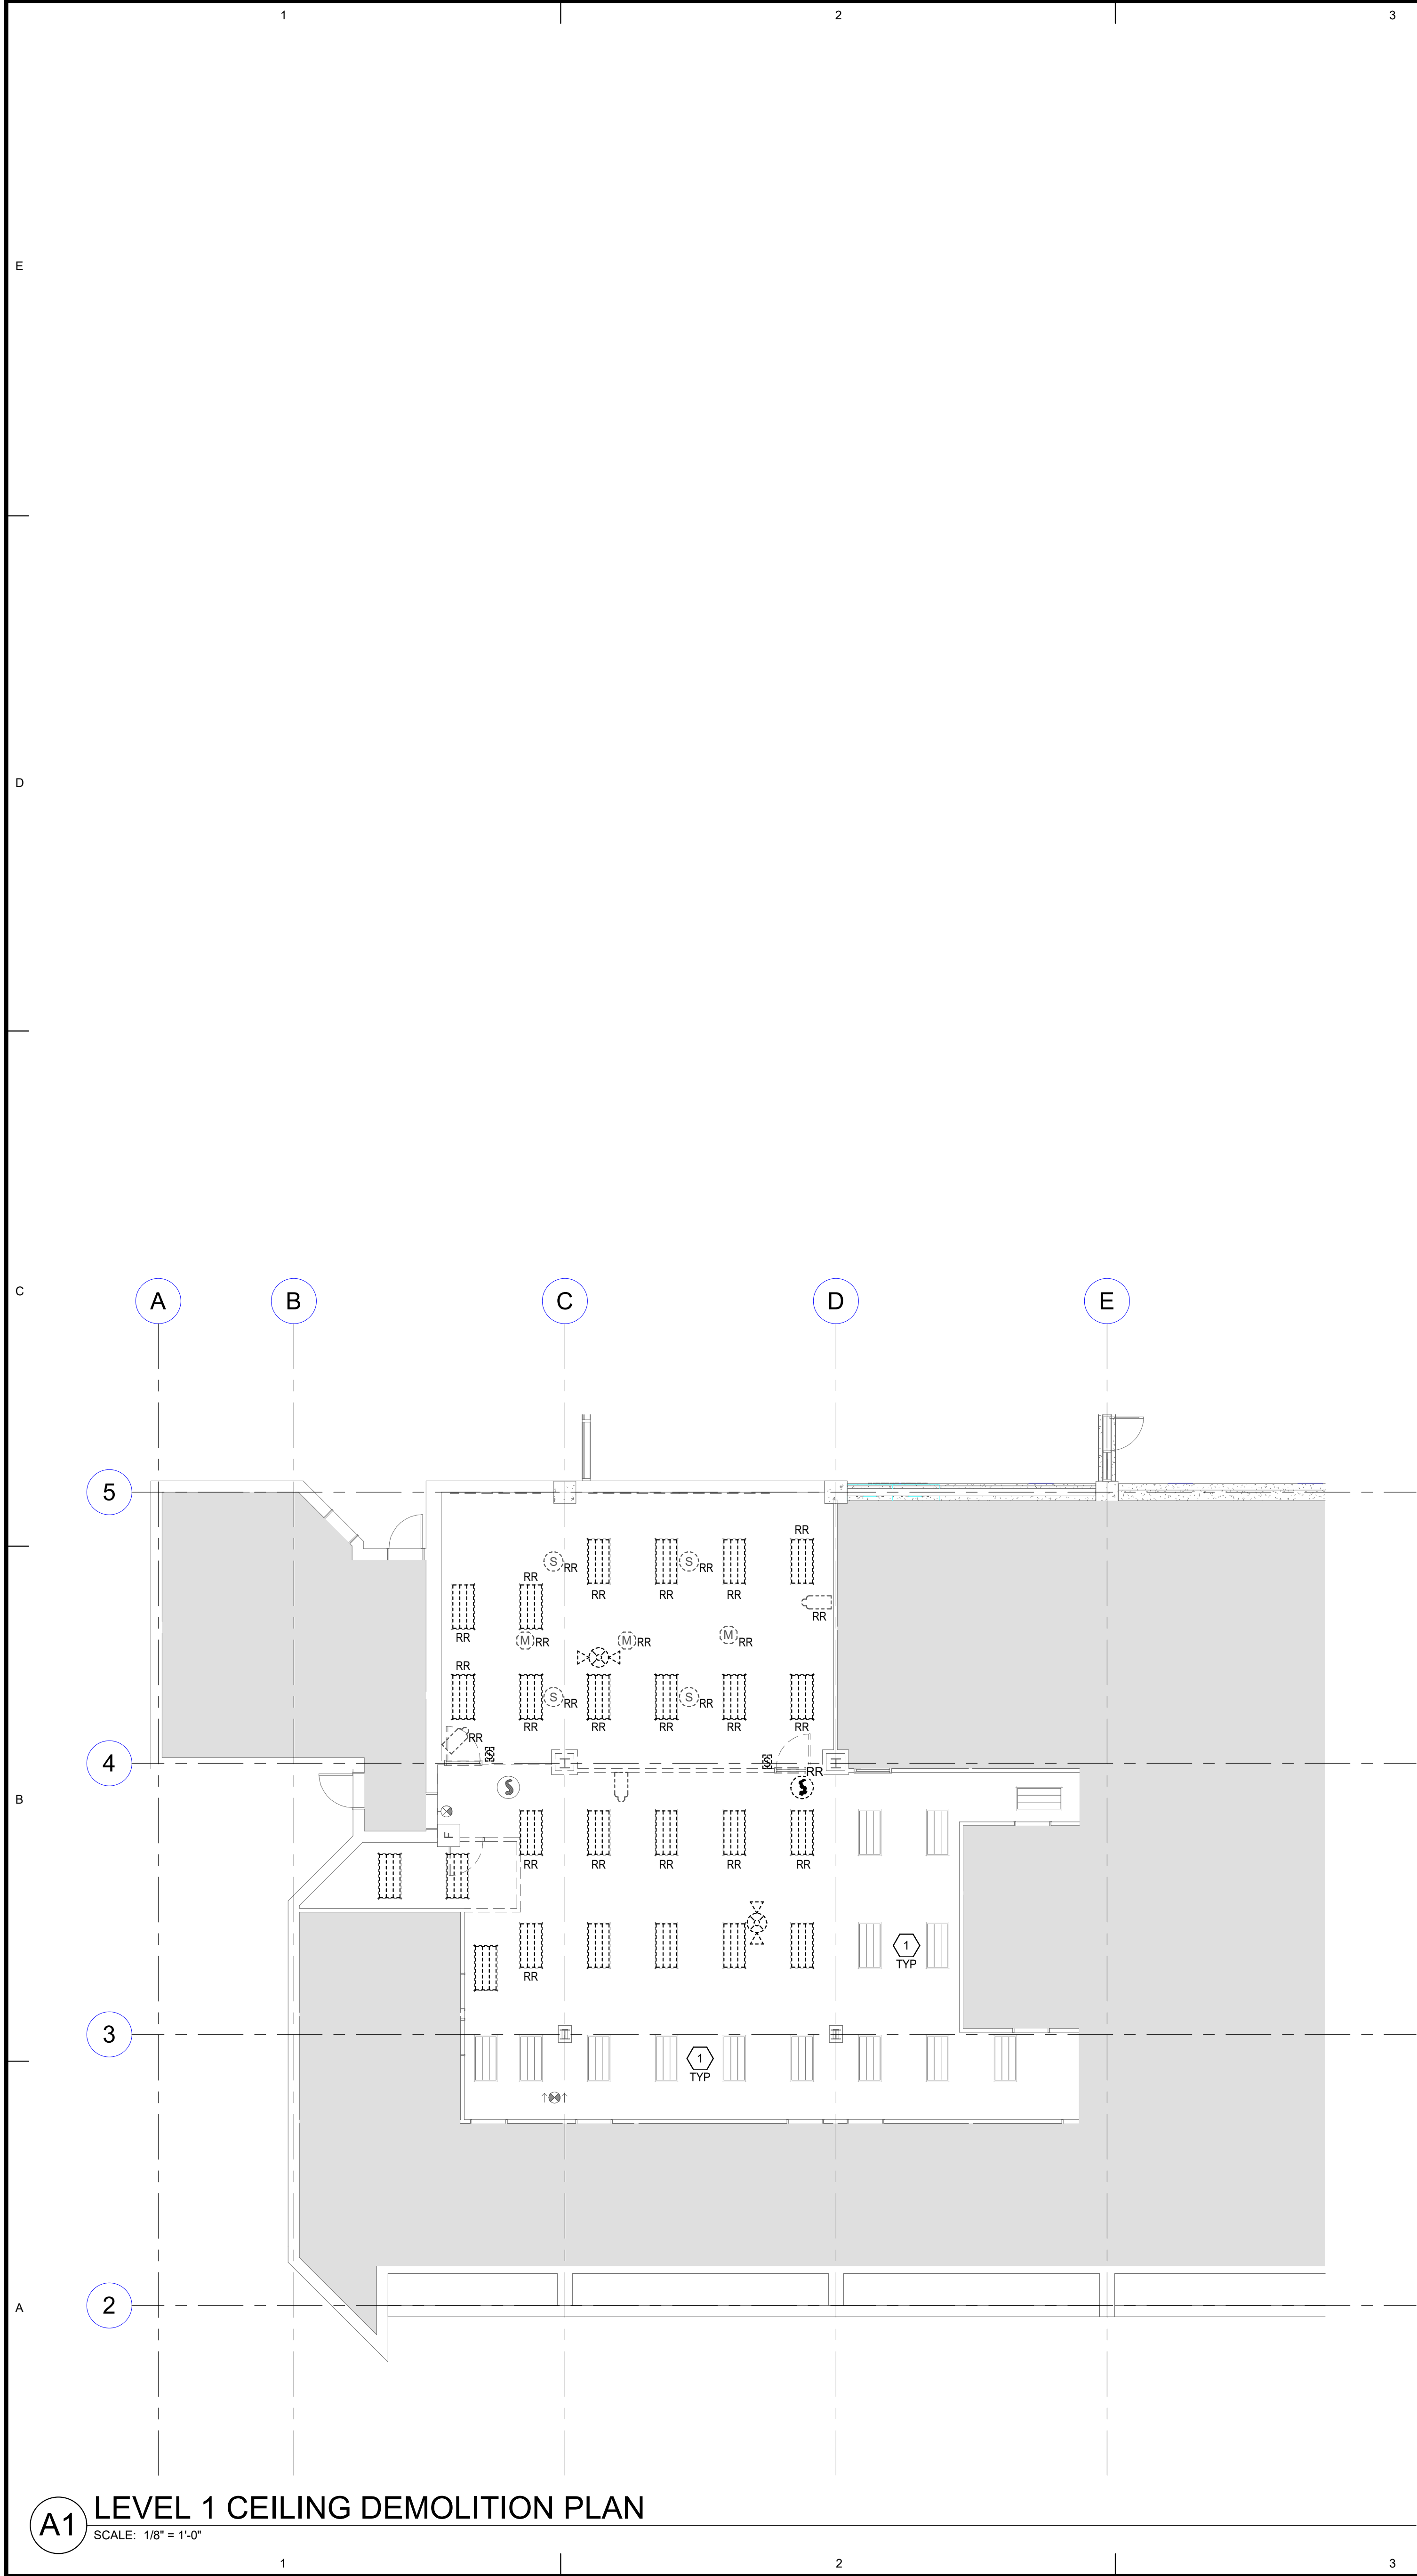 1 2 3
E
D
C
A B C D E
5
RR
RR
S RR S RR
RR RR RR
RR
RR
M RR M RR M RR
RR
S RR S RR
RR RR RR RR RR
RR
4
RR
S
B
F
RR RR RR RR RR
1
TYP
RR
3
1
TYP
2
A
A1 LEVEL 1 CEILING DEMOLITION PLAN
SCALE: 1/8" = 1'-0"
1 2 3